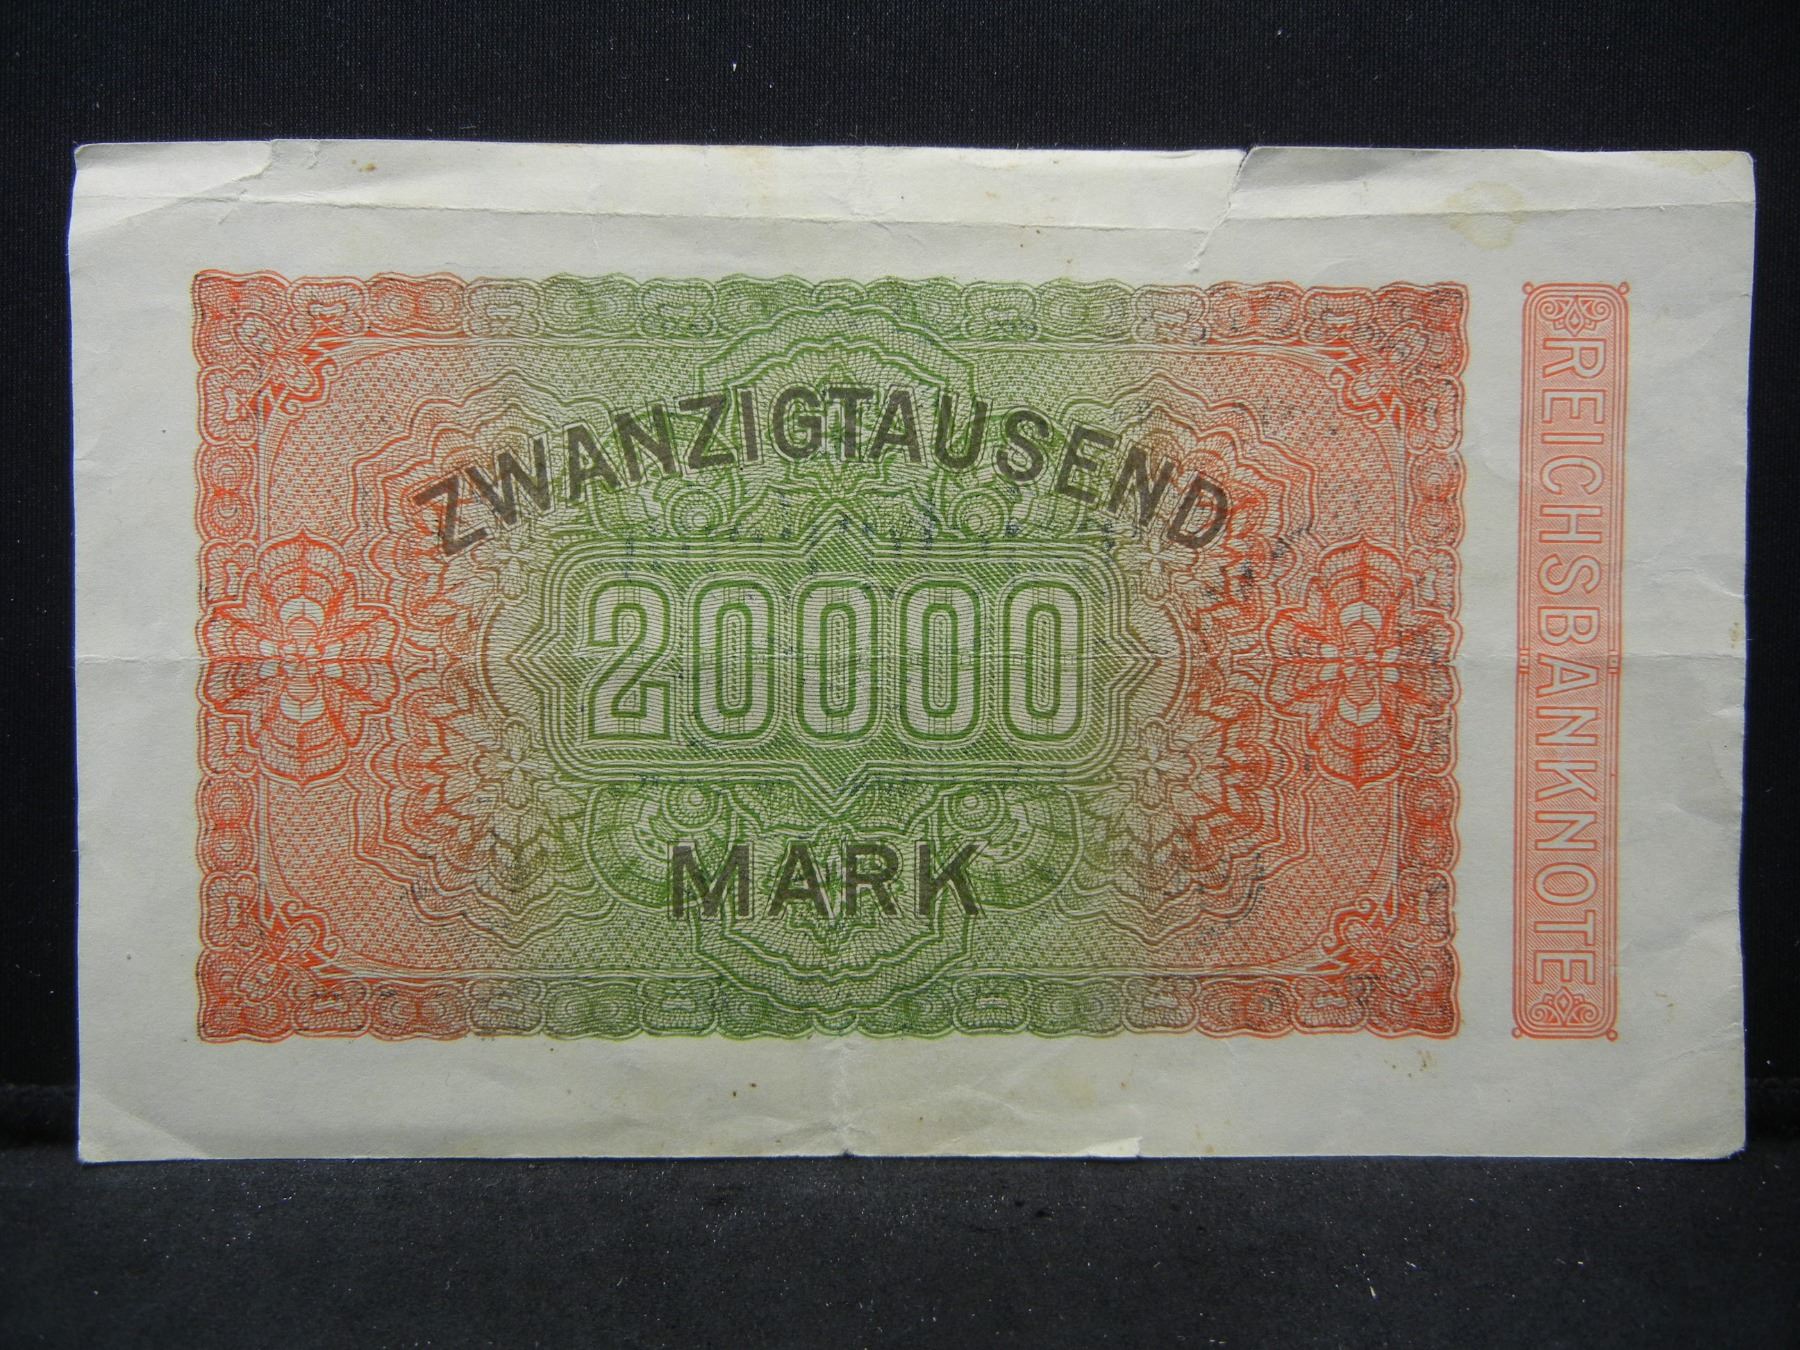 ZWANZIGTAUSEND
20000
MARK
REICHSBANKNOTE